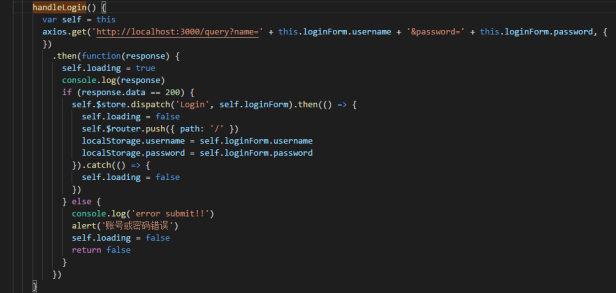 handleLogin() {
var self = this
axios.get('http://localhost:3000/query?name=' + this.loginForm.username + '&password=' + this.loginForm.password, {
})
.then(function(response) {
self.loading = true
console.log(response)
if (response.data == 200) {
self.$store.dispatch('Login', self.loginForm).then(() => {
self.loading = false
self.$router.push({ path: '/' })
localStorage.username = self.loginForm.username
localStorage.password = self.loginForm.password
}).catch(() => {
self.loading = false
})
} else {
console.log('error submit!!')
alert('账号或密码错误')
self.loading = false
return false
}
})
}